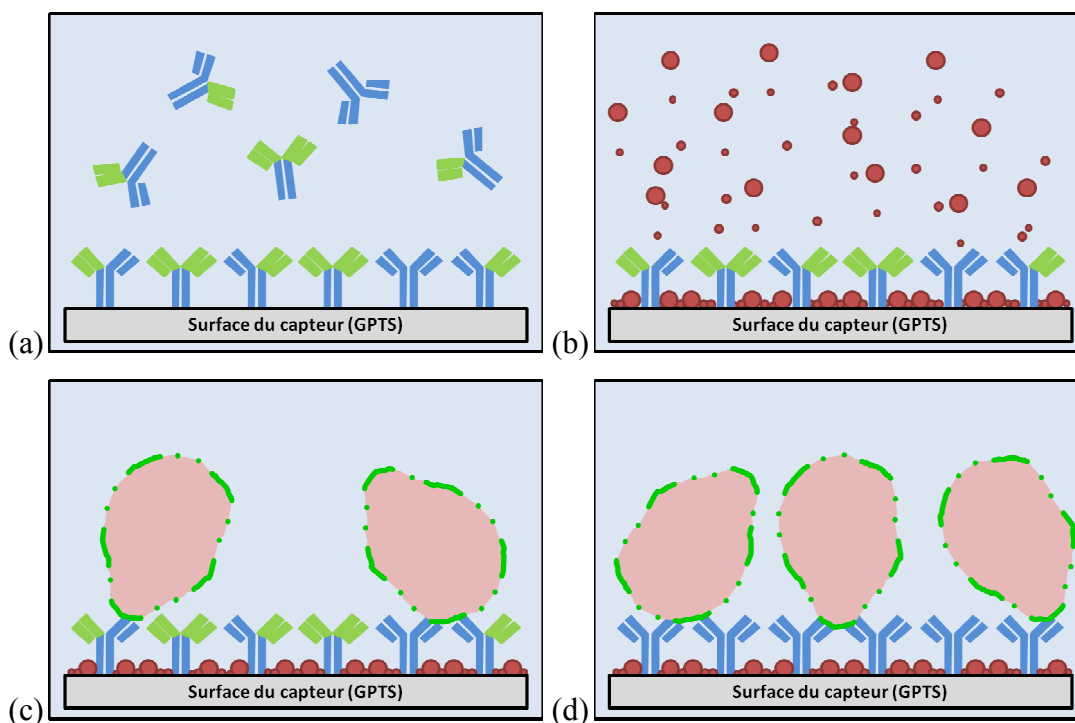 Surface du capteur (GPTS)
(a)
Surface du capteur (GPTS)
(b)
Surface du capteur (GPTS)
(c)
Surface du capteur (GPTS)
(d)